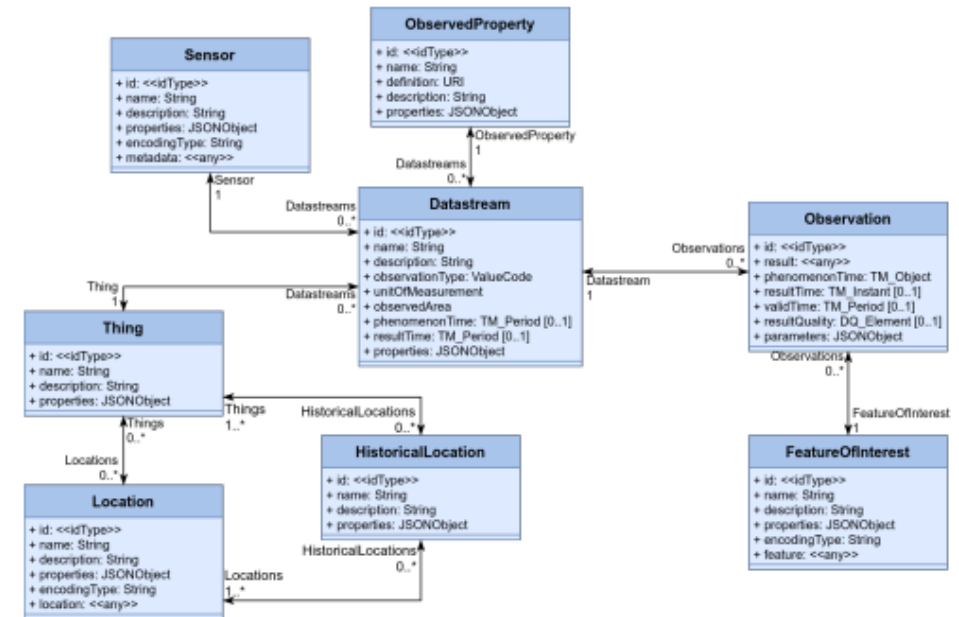 ObservedProperty
+ id: <<idType>>
+ name: String
+ definition: URI
+ description: String
+ properties: JSONObject
Sensor
+ id: <<idType>>
+ name: String
+ description: String
+ properties: JSONObject
+ encodingType: String
+ metadata: <<any>>
ObservedProperty
1
Datastreams
0..*
Sensor
1
Datastreams
0..*
Datastream
+ id: <<idType>>
+ name: String
+ description: String
+ observationType: ValueCode
+ unitOfMeasurement
+ observedArea
+ phenomenonTime: TM_Period [0..1]
+ resultTime: TM_Period [0..1]
+ properties: JSONObject
Observations
0..*
Datastream
1
Observation
+ id: <<idType>>
+ result: <<any>>
+ phenomenonTime: TM_Object
+ resultTime: TM_Instant [0..1]
+ validTime: TM_Period [0..1]
+ resultQuality: DQ_Element [0..1]
+ parameters: JSONObject
Thing
1
Datastreams
0..*
Thing
+ id: <<idType>>
+ name: String
+ description: String
+ properties: JSONObject
Observations
0..*
FeatureOfInterest
1
Things
1..*
HistoricalLocations
0..*
Things
0..*
Locations
0..*
HistoricalLocation
+ id: <<idType>>
+ name: String
+ description: String
+ properties: JSONObject
FeatureOfInterest
+ id: <<idType>>
+ name: String
+ description: String
+ properties: JSONObject
+ encodingType: String
+ feature: <<any>>
Location
+ id: <<idType>>
+ name: String
+ description: String
+ properties: JSONObject
+ encodingType: String
+ location: <<any>>
HistoricalLocations
0..*
Locations
1..*